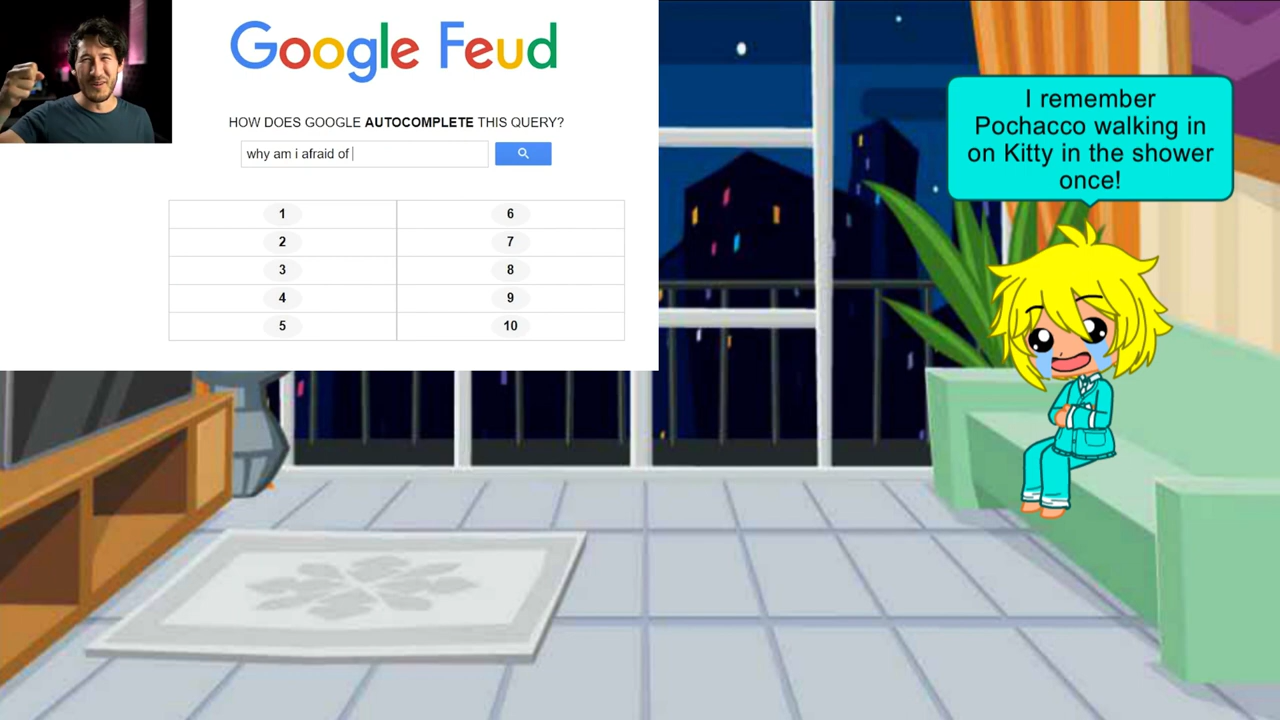 Google Feud
HOW DOES GOOGLE AUTOCOMPLETE THIS QUERY?
why am i afraid of
1 6
2 7
3 8
4 9
5 10
I remember
Pochacco walking in
on Kitty in the shower
once!